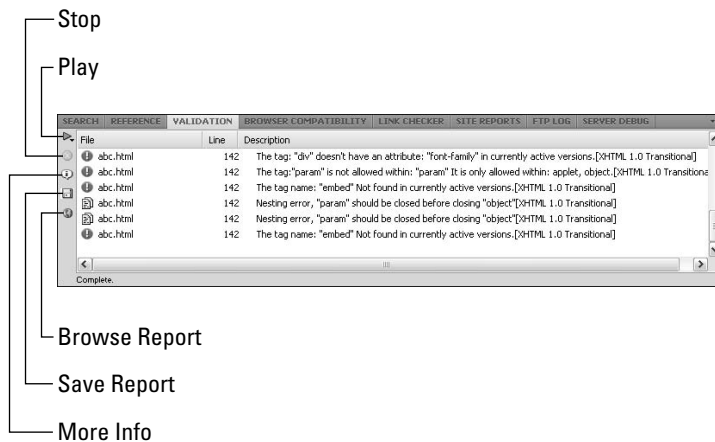 Stop
Play
SEARCH REFERENCE VALIDATION BROWSER COMPATIBILITY LINK CHECKER SITE REPORTS FTP LOG SERVER DEBUG
File Line Description
abc.html 142 The tag: "div" doesn't have an attribute: "font-family" in currently active versions.[XHTML 1.0 Transitional]
abc.html 142 The tag:"param" is not allowed within: "param" It is only allowed within: applet, object.[XHTML 1.0 Transitiona
abc.html 142 The tag name: "embed" Not found in currently active versions.[XHTML 1.0 Transitional]
abc.html 142 Nesting error, "param" should be closed before closing "object"[XHTML 1.0 Transitional]
abc.html 142 Nesting error, "param" should be closed before closing "object"[XHTML 1.0 Transitional]
abc.html 142 The tag name: "embed" Not found in currently active versions.[XHTML 1.0 Transitional]
Complete.
Browse Report
Save Report
More Info